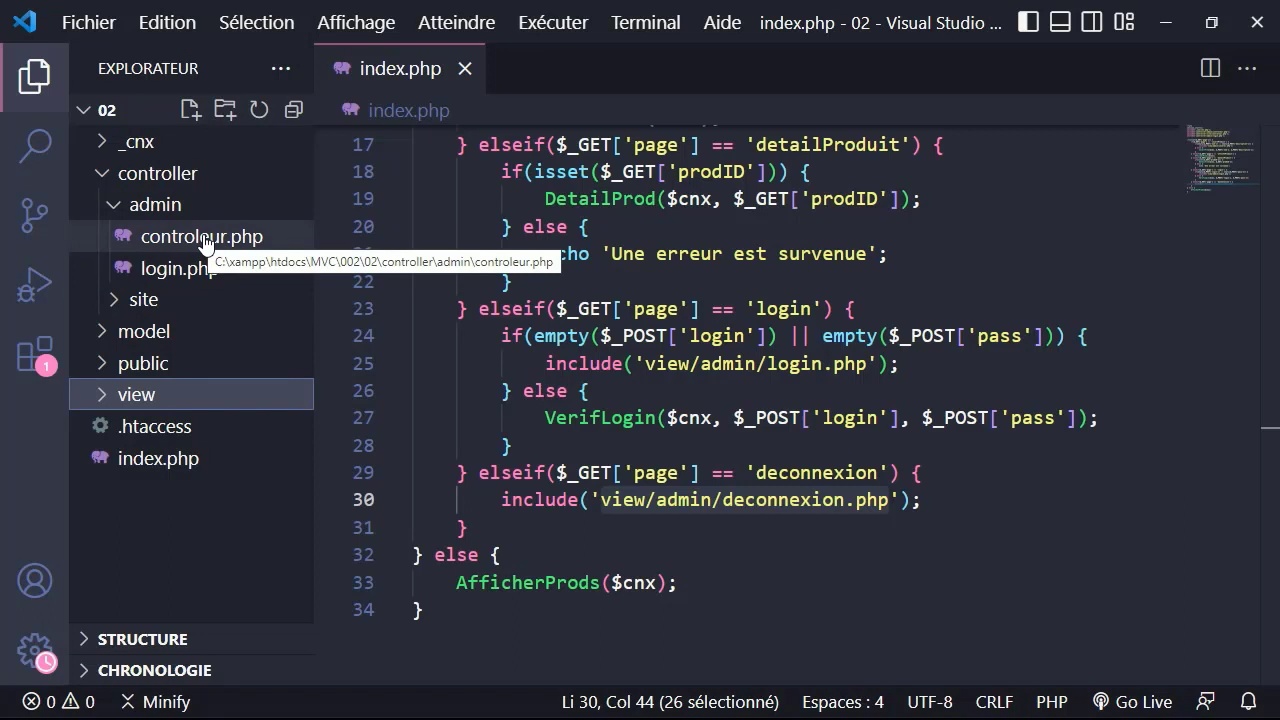 Fichier Edition Sélection Affichage Atteindre Exécuter Terminal Aide index.php - 02 - Visual Studio ...
EXPLORATEUR
02
_cnx
controller
admin
controleur.php
login.php
site
model
public
view
.htaccess
index.php
STRUCTURE
CHRONOLOGIE
1
C:\xampp\htdocs\MVC\002\02\controller\admin\controleur.php
index.php
index.php
17 } elseif($_GET['page'] == 'detailProduit') {
18 if(isset($_GET['prodID'])) {
19 DetailProd($cnx, $_GET['prodID']);
20 } else {
cho 'Une erreur est survenue';
22 }
23 } elseif($_GET['page'] == 'login') {
24 if(empty($_POST['login']) || empty($_POST['pass'])) {
25 include('view/admin/login.php');
26 } else {
27 VerifLogin($cnx, $_POST['login'], $_POST['pass']);
28 }
29 } elseif($_GET['page'] == 'deconnexion') {
30 include('view/admin/deconnexion.php');
31 }
32 } else {
33 AfficherProds($cnx);
34 }
0 0 Minify Li 30, Col 44 (26 sélectionné) Espaces : 4 UTF-8 CRLF PHP Go Live